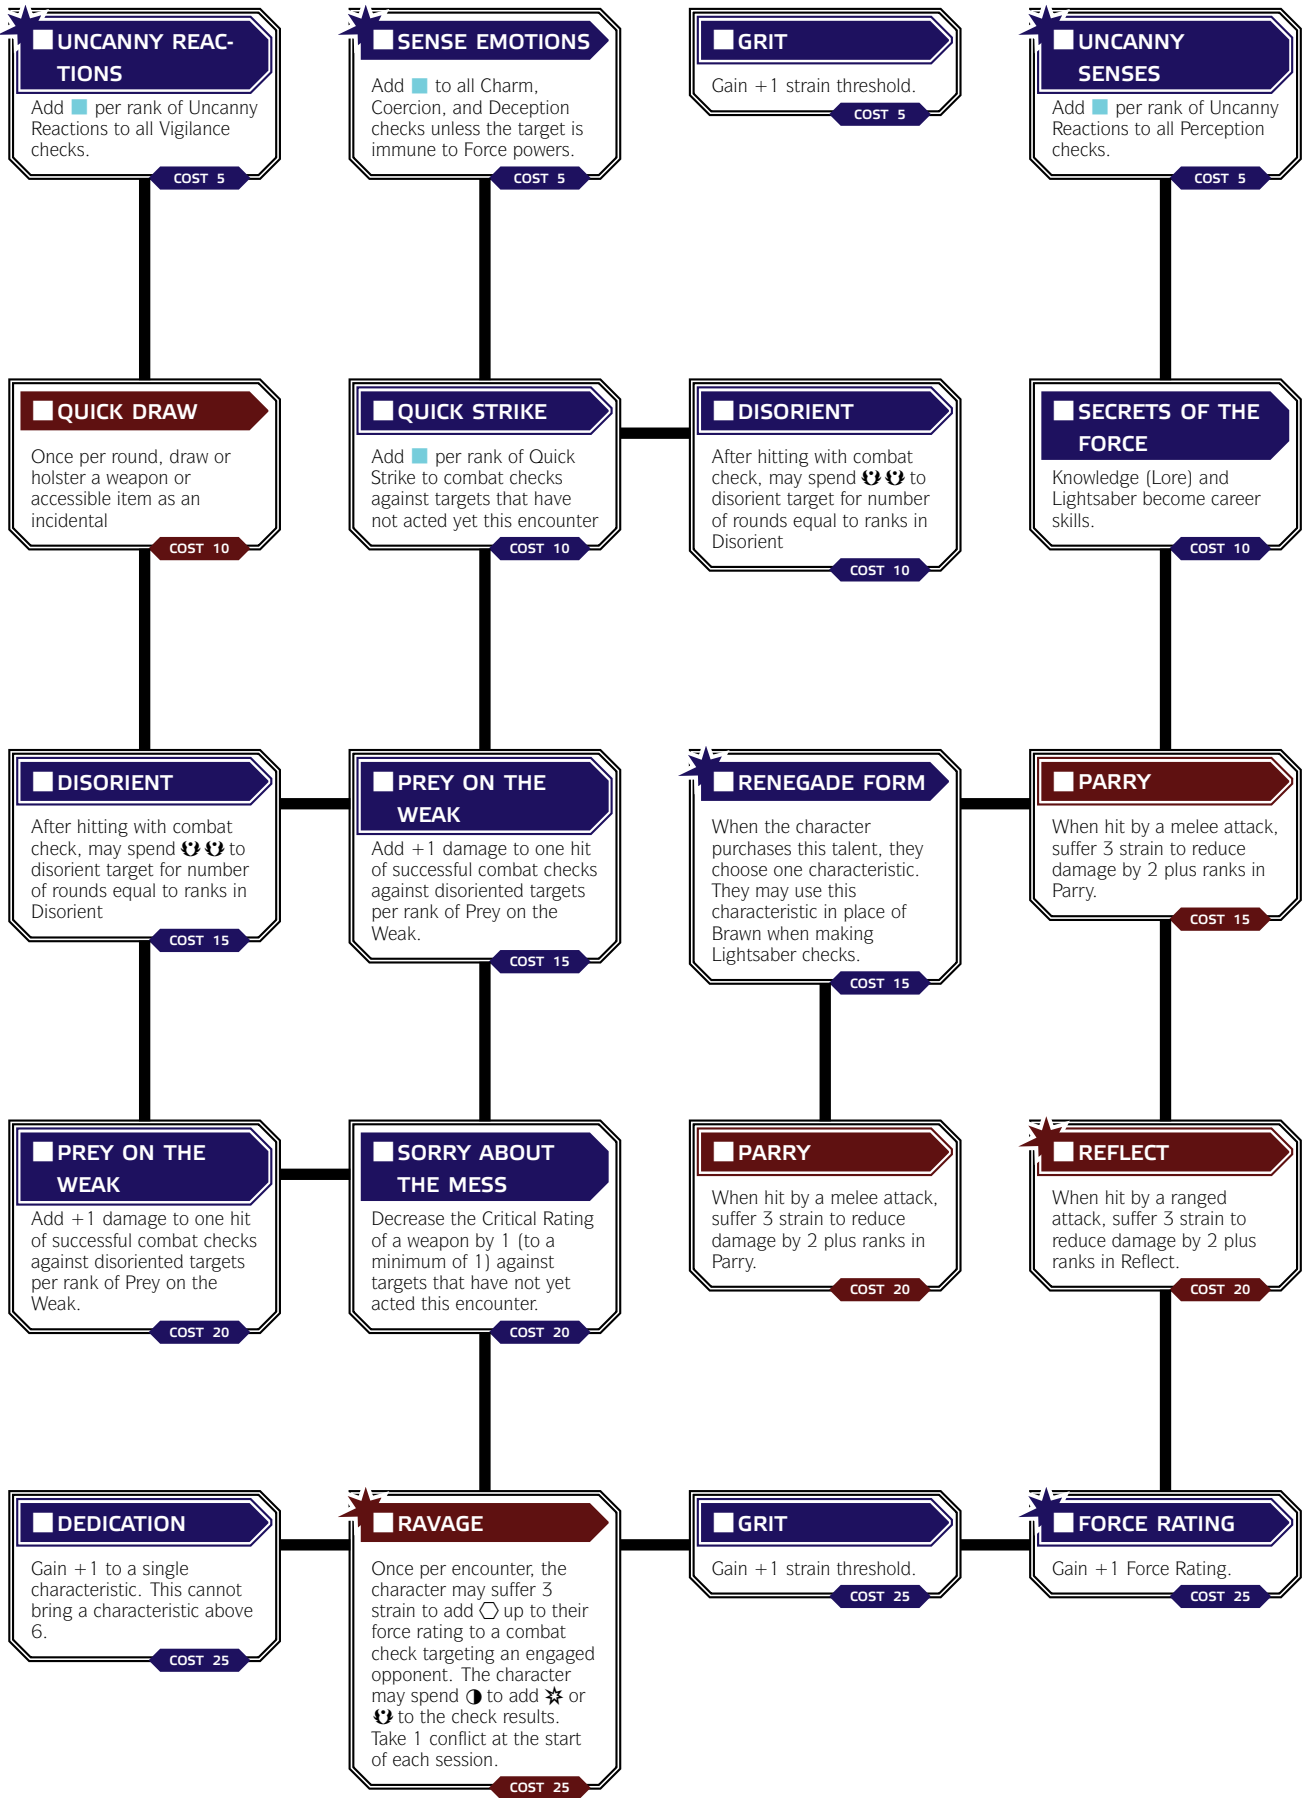 UNCANNY REAC-
TIONS
Add per rank of Uncanny
Reactions to all Vigilance
checks.
COST 5
SENSE EMOTIONS
Add to all Charm,
Coercion, and Deception
checks unless the target is
immune to Force powers.
COST 5
GRIT
Gain +1 strain threshold.
COST 5
UNCANNY
SENSES
Add per rank of Uncanny
Reactions to all Perception
checks.
COST 5
QUICK DRAW
Once per round, draw or
holster a weapon or
accessible item as an
incidental
COST 10
QUICK STRIKE
Add per rank of Quick
Strike to combat checks
against targets that have
not acted yet this encounter
COST 10
DISORIENT
After hitting with combat
check, may spend to
disorient target for number
of rounds equal to ranks in
Disorient
COST 10
SECRETS OF THE
FORCE
Knowledge (Lore) and
Lightsaber become career
skills.
COST 10
DISORIENT
After hitting with combat
check, may spend to
disorient target for number
of rounds equal to ranks in
Disorient
COST 15
PREY ON THE
WEAK
Add +1 damage to one hit
of successful combat checks
against disoriented targets
per rank of Prey on the
Weak.
COST 15
RENEGADE FORM
When the character
purchases this talent, they
choose one characteristic.
They may use this
characteristic in place of
Brawn when making
Lightsaber checks.
COST 15
PARRY
When hit by a melee attack,
suffer 3 strain to reduce
damage by 2 plus ranks in
Parry.
COST 15
PREY ON THE
WEAK
Add +1 damage to one hit
of successful combat checks
against disoriented targets
per rank of Prey on the
Weak.
COST 20
SORRY ABOUT
THE MESS
Decrease the Critical Rating
of a weapon by 1 (to a
minimum of 1) against
targets that have not yet
acted this encounter.
COST 20
PARRY
When hit by a melee attack,
suffer 3 strain to reduce
damage by 2 plus ranks in
Parry.
COST 20
REFLECT
When hit by a ranged
attack, suffer 3 strain to
reduce damage by 2 plus
ranks in Reflect.
COST 20
DEDICATION
Gain +1 to a single
characteristic. This cannot
bring a characteristic above
6.
COST 25
RAVAGE
Once per encounter, the
character may suffer 3
strain to add up to their
force rating to a combat
check targeting an engaged
opponent. The character
may spend to add or
to the check results.
Take 1 conflict at the start
of each session.
COST 25
GRIT
Gain +1 strain threshold.
COST 25
FORCE RATING
Gain +1 Force Rating.
COST 25